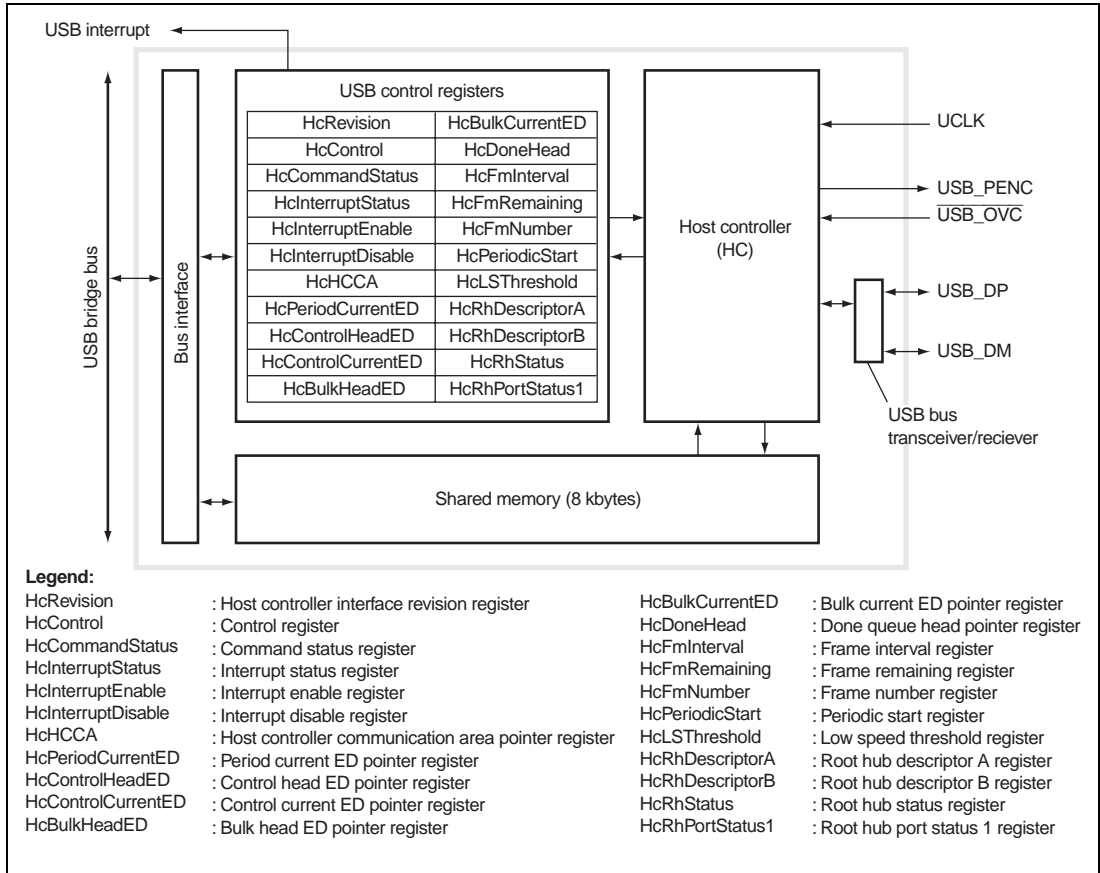 USB interrupt
USB control registers
HcRevision HcBulkCurrentED
HcControl HcDoneHead
HcCommandStatus HcFmInterval
HcInterruptStatus HcFmRemaining
HcInterruptEnable HcFmNumber
HcInterruptDisable HcPeriodicStart
HcHCCA HcLSThreshold
HcPeriodCurrentED HcRhDescriptorA
HcControlHeadED HcRhDescriptorB
HcControlCurrentED HcRhStatus
HcBulkHeadED HcRhPortStatus1
USB bridge bus
Bus interface
Host controller
(HC)
UCLK
USB_PENC
USB_OVC
USB_DP
USB_DM
USB bus
transceiver/reciever
Shared memory (8 kbytes)
Legend:
HcRevision : Host controller interface revision register
HcControl : Control register
HcCommandStatus : Command status register
HcInterruptStatus : Interrupt status register
HcInterruptEnable : Interrupt enable register
HcInterruptDisable : Interrupt disable register
HcHCCA : Host controller communication area pointer register
HcPeriodCurrentED : Period current ED pointer register
HcControlHeadED : Control head ED pointer register
HcControlCurrentED : Control current ED pointer register
HcBulkHeadED : Bulk head ED pointer register
HcBulkCurrentED : Bulk current ED pointer register
HcDoneHead : Done queue head pointer register
HcFmInterval : Frame interval register
HcFmRemaining : Frame remaining register
HcFmNumber : Frame number register
HcPeriodicStart : Periodic start register
HcLSThreshold : Low speed threshold register
HcRhDescriptorA : Root hub descriptor A register
HcRhDescriptorB : Root hub descriptor B register
HcRhStatus : Root hub status register
HcRhPortStatus1 : Root hub port status 1 register